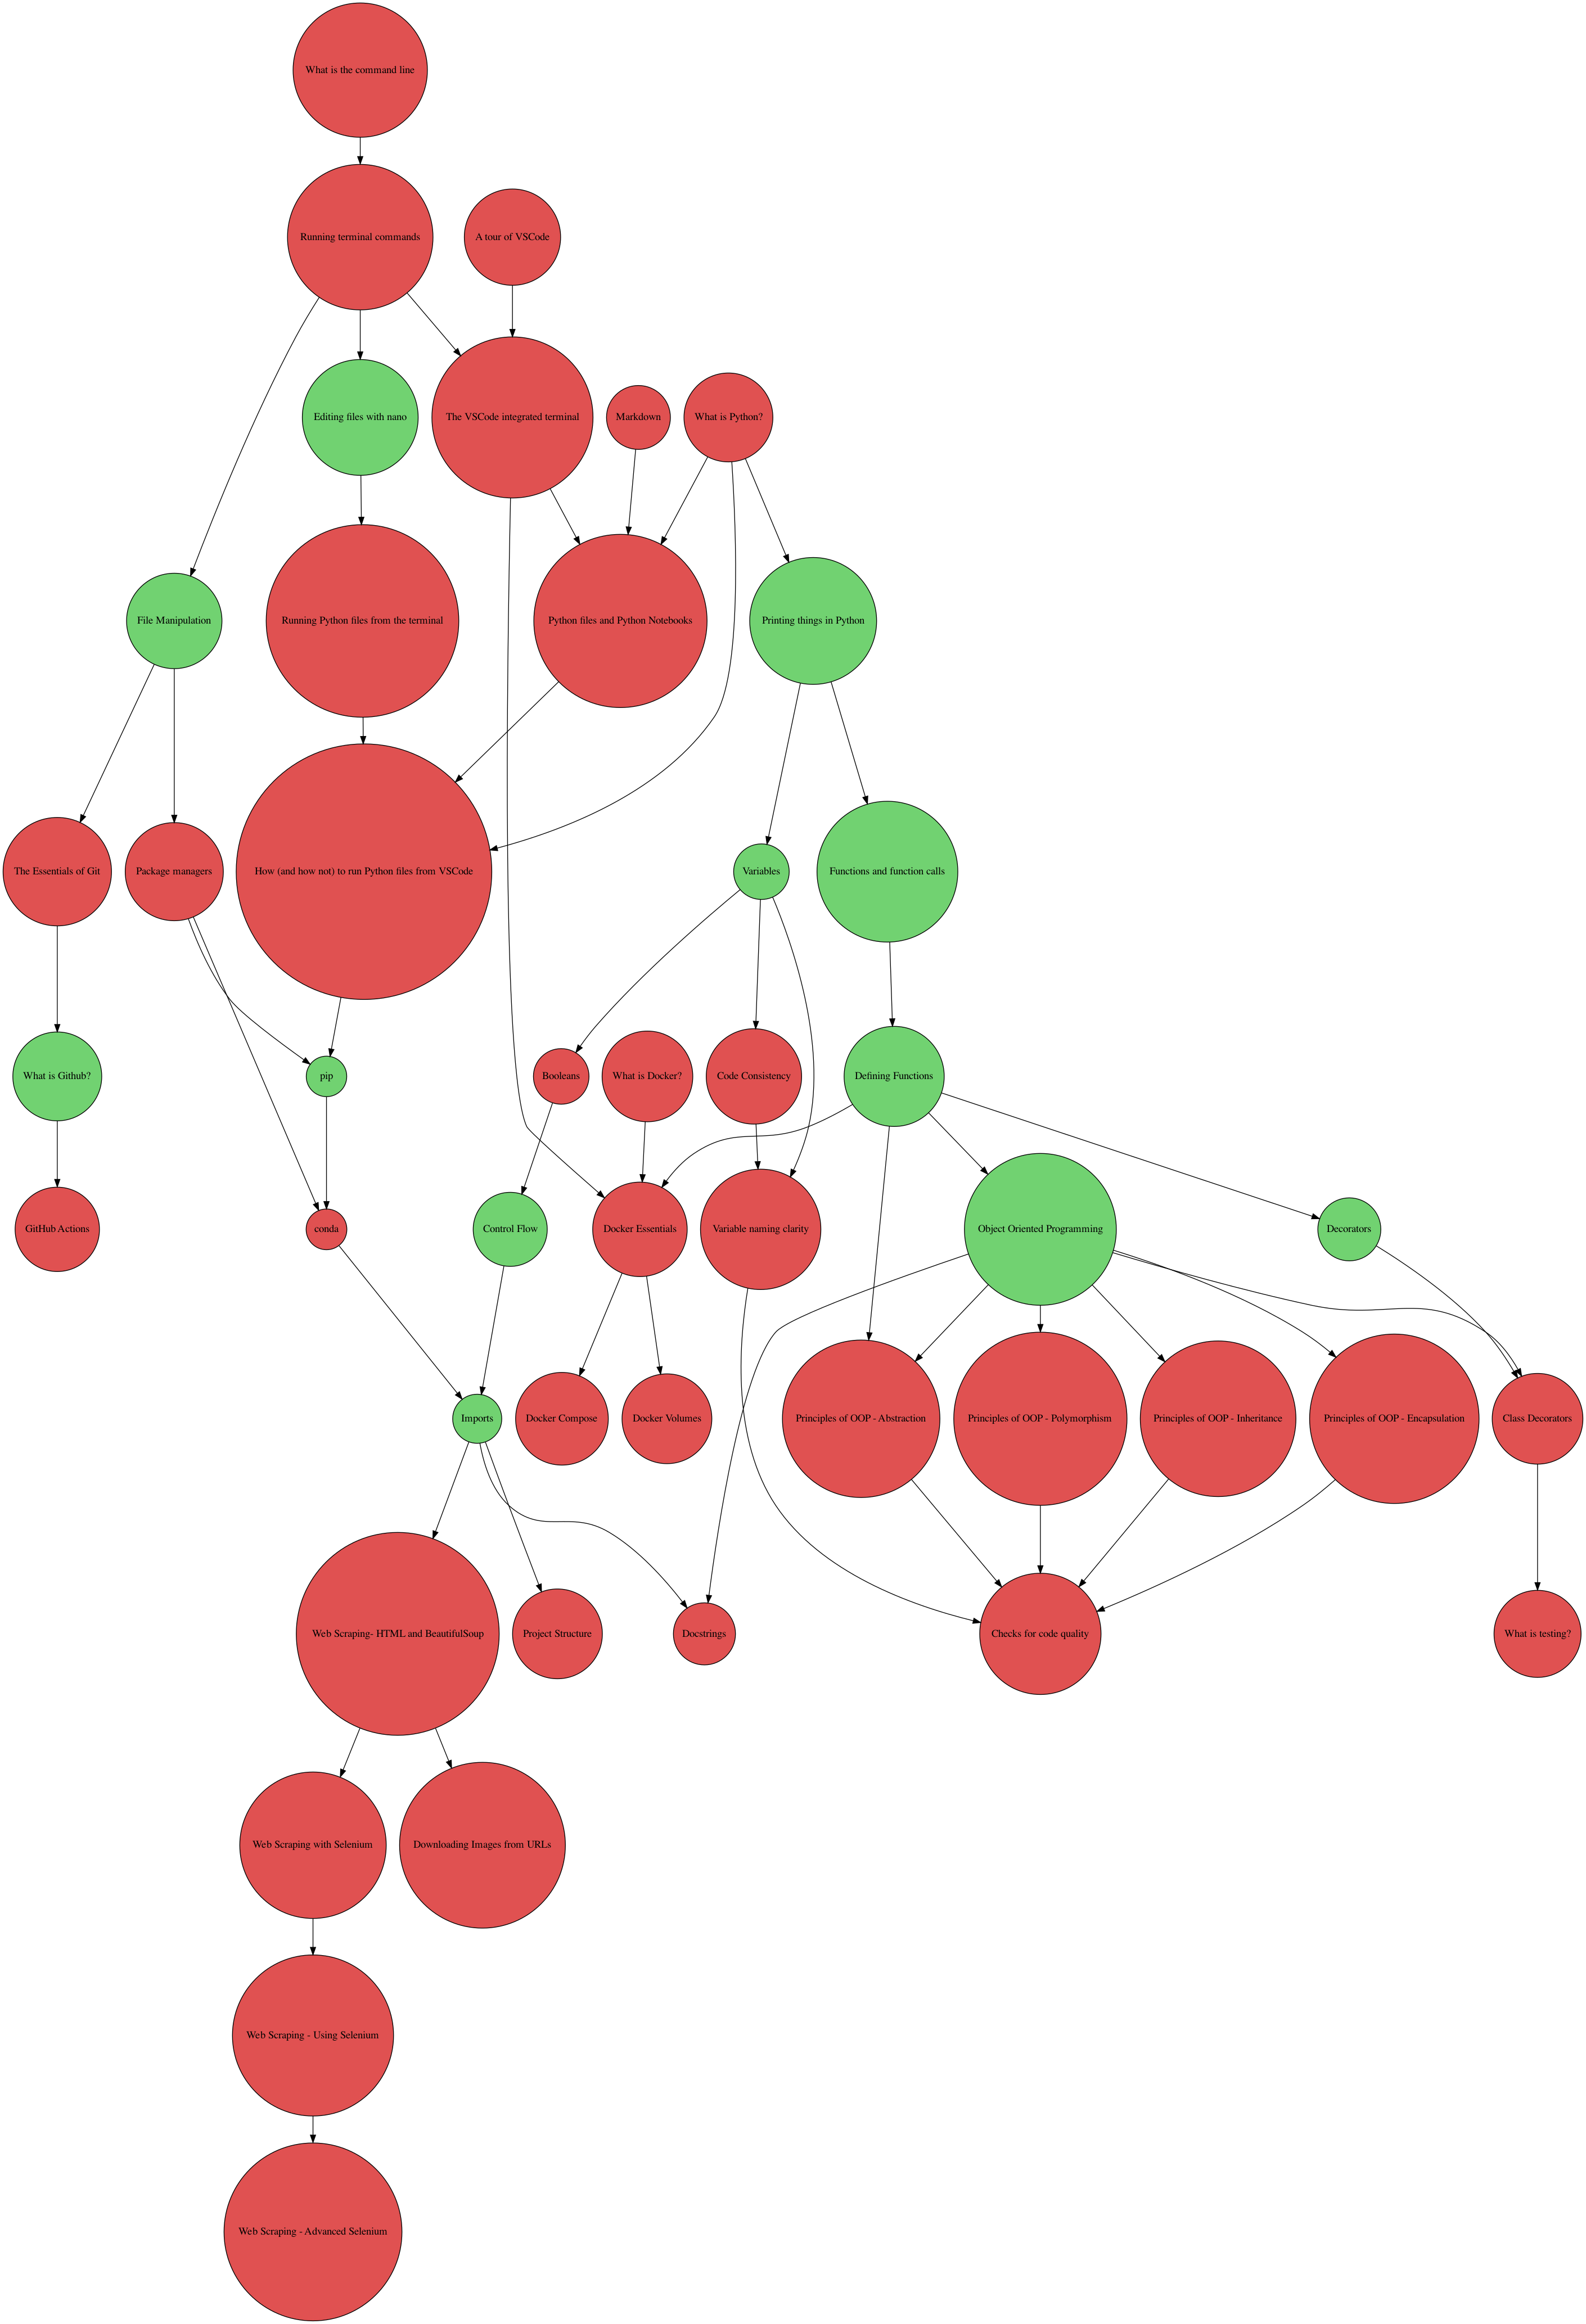 What is the command line
Running terminal commands
A tour of VSCode
Editing files with nano
The VSCode integrated terminal
Markdown
What is Python?
File Manipulation
Running Python files from the terminal
Python files and Python Notebooks
Printing things in Python
The Essentials of Git
Package managers
How (and how not) to run Python files from VSCode
Variables
Functions and function calls
What is Github?
pip
Booleans
What is Docker?
Code Consistency
Defining Functions
GitHub Actions
conda
Control Flow
Docker Essentials
Variable naming clarity
Object Oriented Programming
Decorators
Imports
Docker Compose
Docker Volumes
Principles of OOP - Abstraction
Principles of OOP - Polymorphism
Principles of OOP - Inheritance
Principles of OOP - Encapsulation
Class Decorators
Web Scraping- HTML and BeautifulSoup
Project Structure
Docstrings
Checks for code quality
What is testing?
Web Scraping with Selenium
Downloading Images from URLs
Web Scraping - Using Selenium
Web Scraping - Advanced Selenium